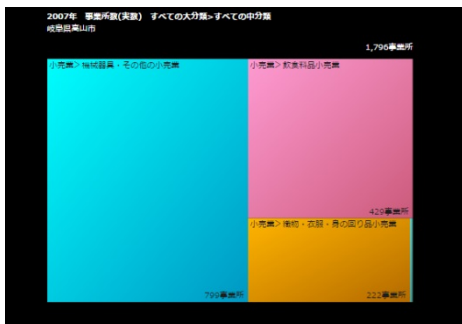 2007年 事業所数(実数) すべての大分類>すべての中分類
岐阜県高山市
1,796事業所
小売業>機械器具・その他の小売業
799事業所
小売業>飲食料品小売業
429事業所
小売業>織物・衣服・身の回り品小売業
222事業所